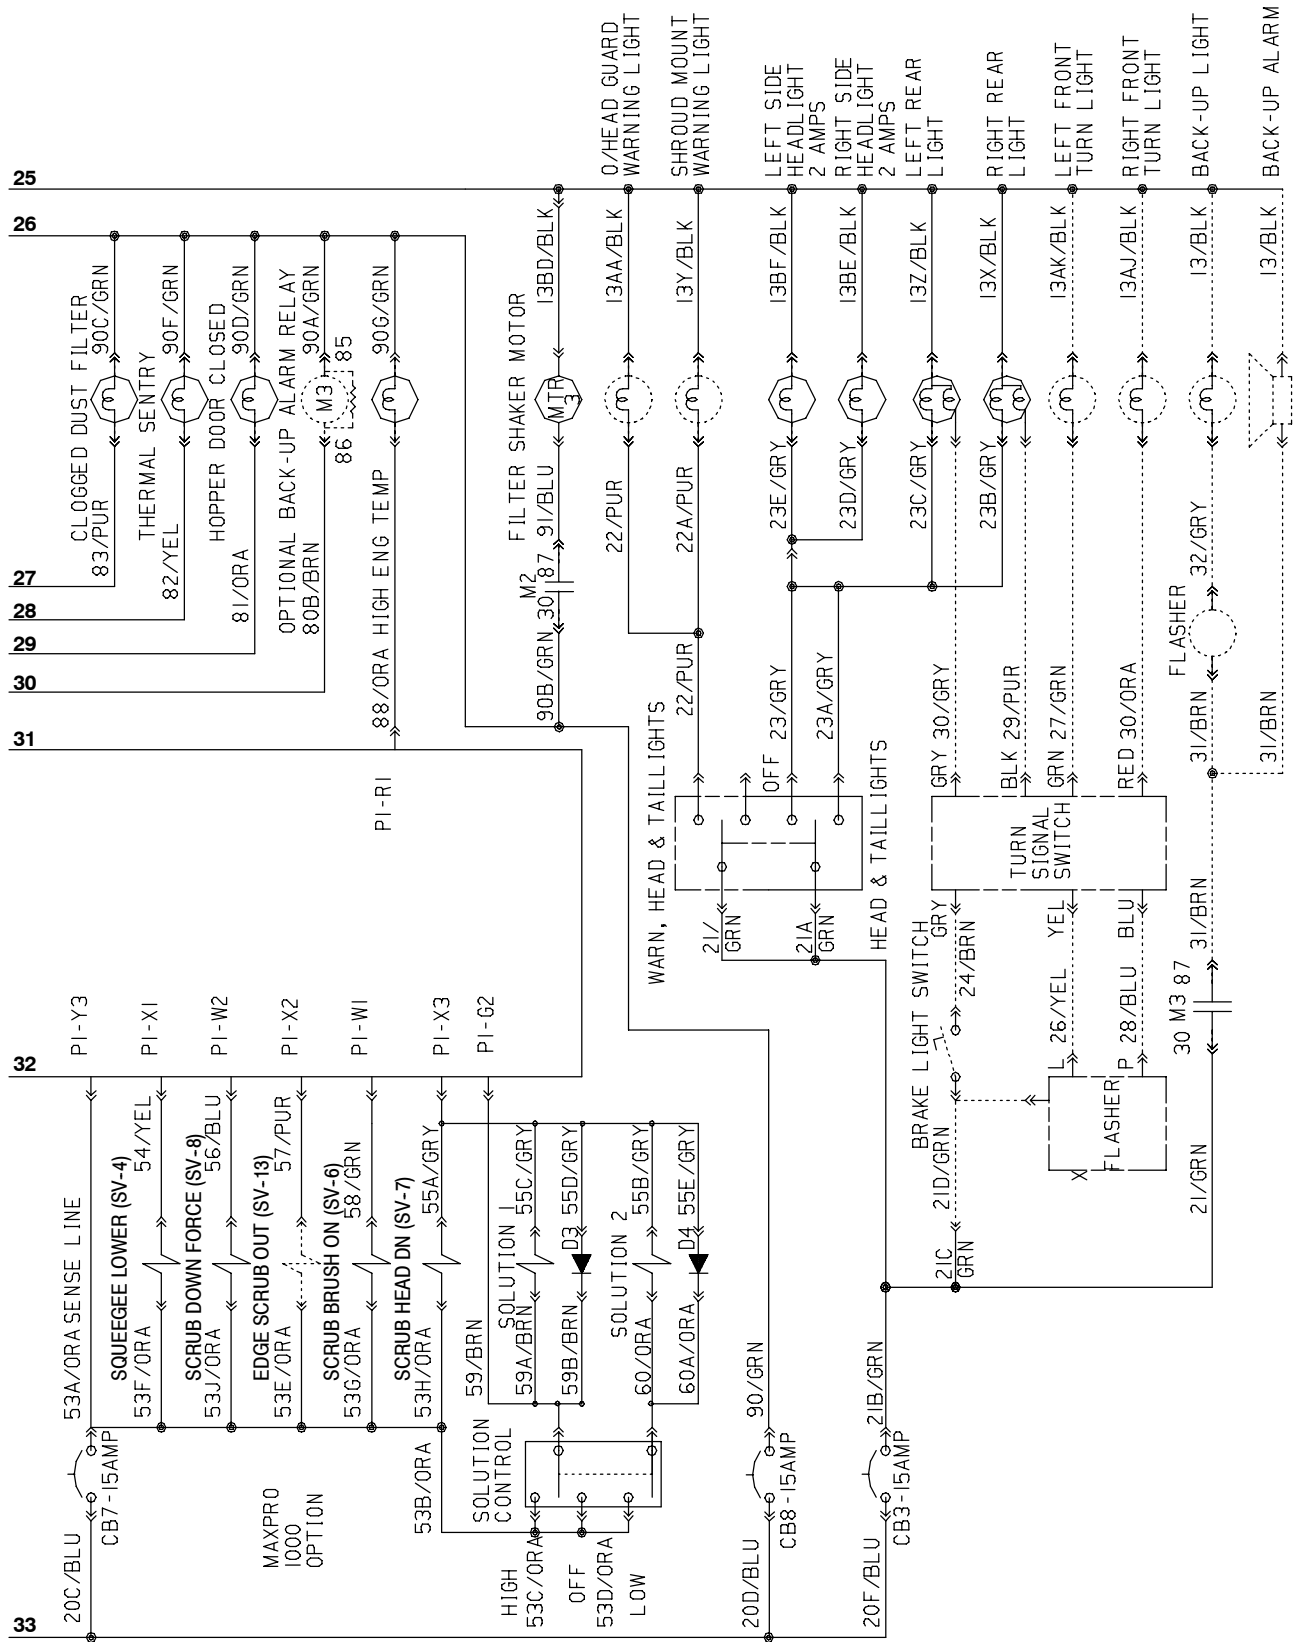 25
26
27
28
29
30
31
32
33
CLOGGED DUST FILTER
83/PUR
90C/GRN
THERMAL SENTRY
82/YEL
90F/GRN
HOPPER DOOR CLOSED
81/ORA
90D/GRN
OPTIONAL BACK-UP ALARM RELAY
80B/BRN
90A/GRN
M3
86
85
88/ORA HIGH ENG TEMP
90G/GRN
PI-R1
FILTER SHAKER MOTOR
90B/GRN
30
M2
87
91/BLU
MTR
3
13BD/BLK
O/HEAD GUARD
WARNING LIGHT
22/PUR
13AA/BLK
SHROUD MOUNT
WARNING LIGHT
22/PUR
22A/PUR
13Y/BLK
LEFT SIDE
HEADLIGHT
2 AMPS
23E/GRY
13BF/BLK
RIGHT SIDE
HEADLIGHT
2 AMPS
23D/GRY
13BE/BLK
LEFT REAR
LIGHT
23C/GRY
13Z/BLK
RIGHT REAR
LIGHT
23B/GRY
13X/BLK
LEFT FRONT
TURN LIGHT
13AK/BLK
RIGHT FRONT
TURN LIGHT
13AJ/BLK
BACK-UP LIGHT
13/BLK
32/GRY
FLASHER
31/BRN
BACK-UP ALARM
13/BLK
31/BRN
WARN, HEAD & TAILLIGHTS
OFF
23/GRY
23A/GRY
HEAD & TAILLIGHTS
21/
GRN
21A
GRN
GRY 30/GRY
BLK 29/PUR
GRN 27/GRN
RED 30/ORA
TURN
SIGNAL
SWITCH
GRY
YEL
BLU
BRAKE LIGHT SWITCH
24/BRN
26/YEL
28/BLU
L
P
X
FLASHER
21D/GRN
21C
GRN
31/BRN
30 M3 87
21/GRN
PI-Y3
PI-X1
PI-W2
PI-X2
PI-W1
PI-X3
PI-G2
53A/ORA SENSE LINE
SQUEEGEE LOWER (SV-4)
53F/ORA
54/YEL
SCRUB DOWN FORCE (SV-8)
53J/ORA
56/BLU
EDGE SCRUB OUT (SV-13)
53E/ORA
57/PUR
SCRUB BRUSH ON (SV-6)
53G/ORA
58/GRN
SCRUB HEAD DN (SV-7)
53H/ORA
55A/GRY
59/BRN
SOLUTION 1
59A/BRN
55C/GRY
59B/BRN
D3
55D/GRY
SOLUTION 2
60/ORA
55B/GRY
60A/ORA
D4
55E/GRY
53B/ORA
SOLUTION
CONTROL
HIGH
53C/ORA
OFF
53D/ORA
LOW
MAXPRO
1000
OPTION
20C/BLU
CB7-15AMP
20D/BLU
CB8-15AMP
90/GRN
20F/BLU
CB3-15AMP
21B/GRN